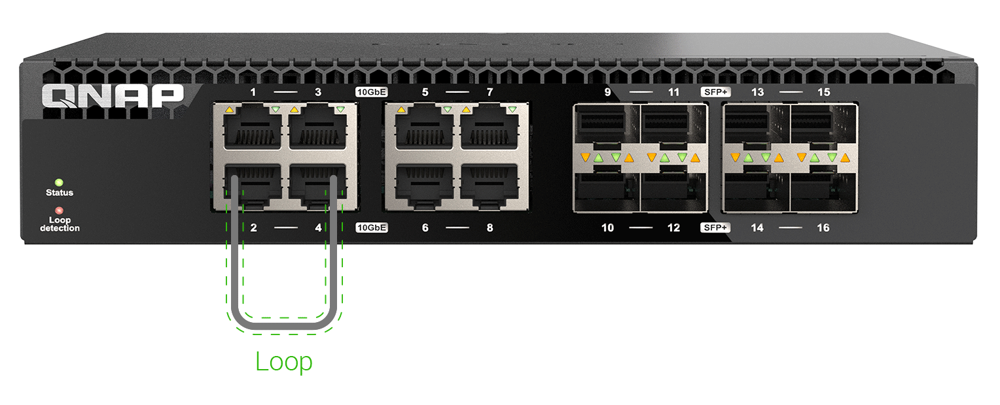 QNAP
1 3 10GbE 5 7 9 11 SFP+ 13 15
Status
Loop
detection
2 4 10GbE 6 8 10 12 SFP+ 14 16
Loop